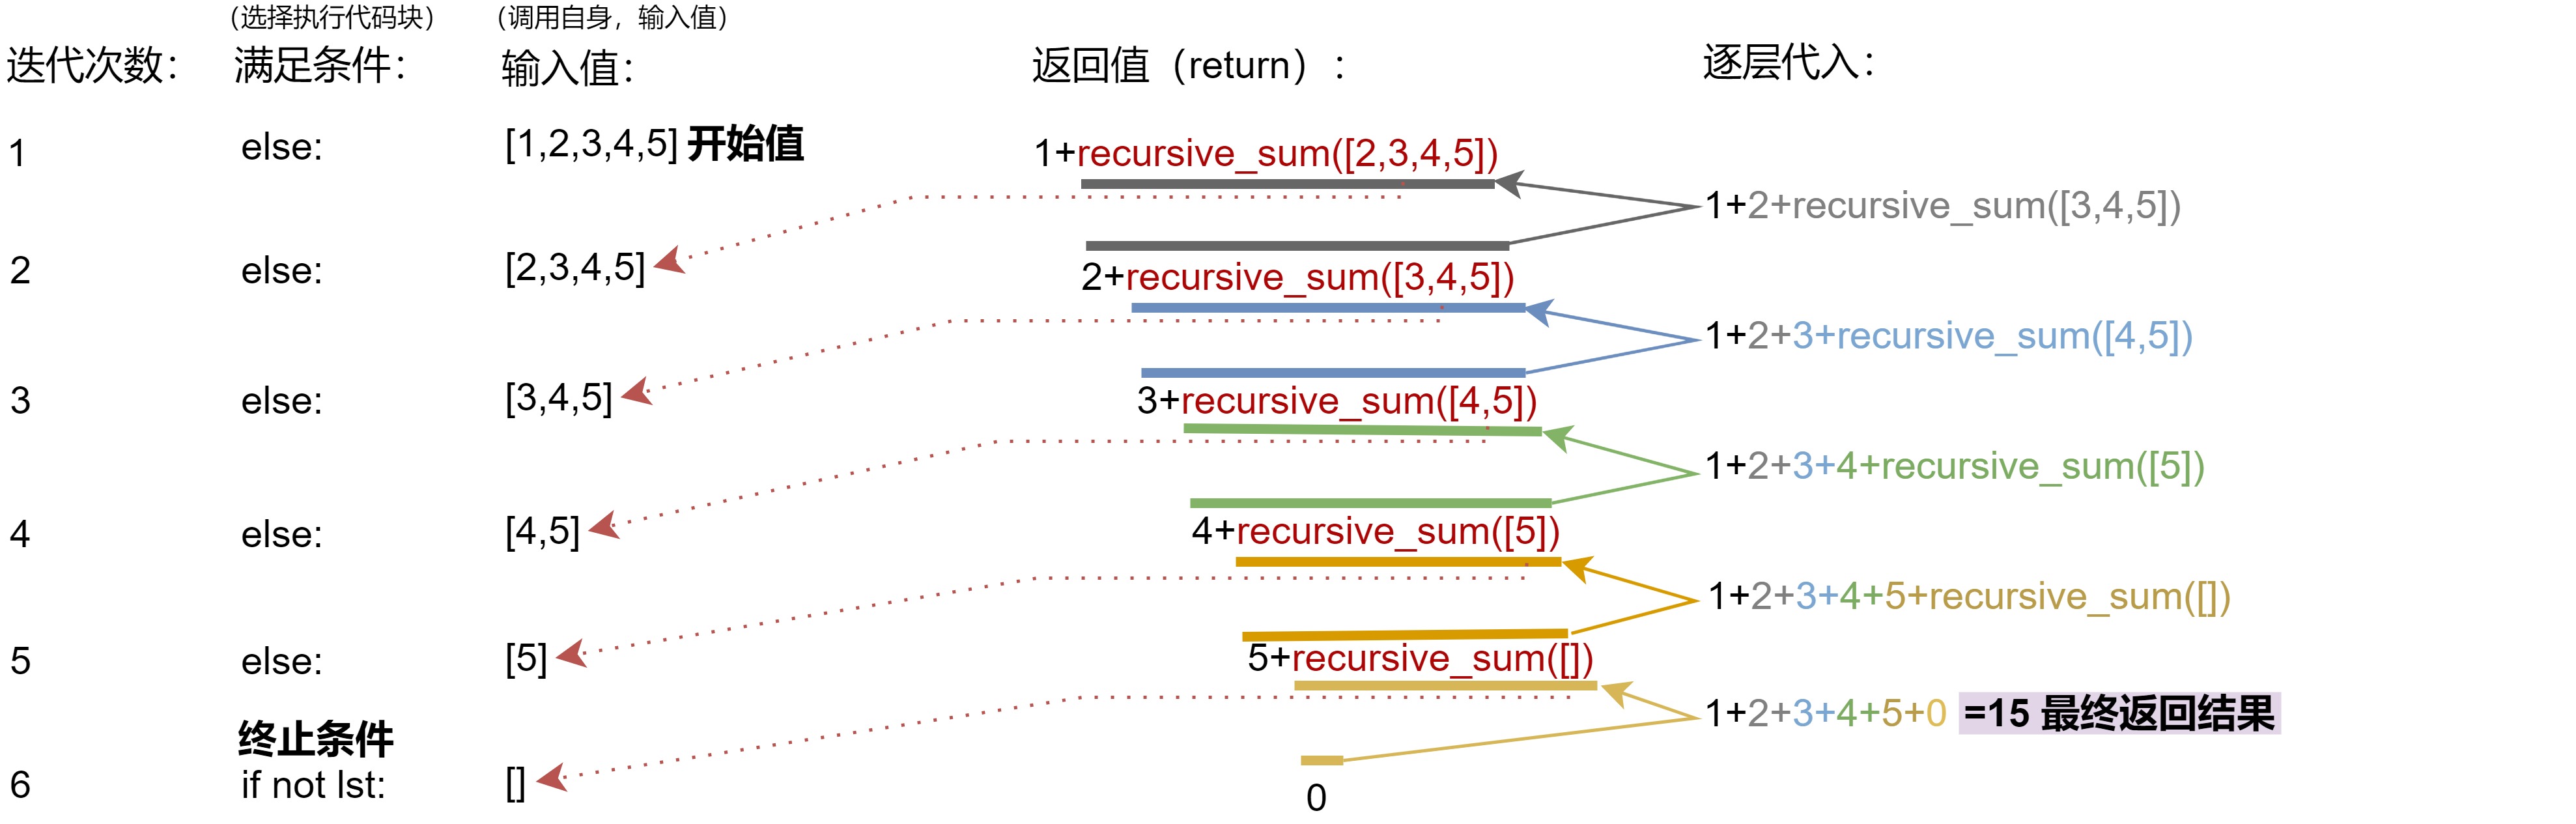 (选择执行代码块) (调用自身，输入值)
迭代次数： 满足条件： 输入值： 返回值（return）： 逐层代入：
1 else: [1,2,3,4,5] 开始值 1+recursive_sum([2,3,4,5])
1+2+recursive_sum([3,4,5])
2 else: [2,3,4,5] 2+recursive_sum([3,4,5])
1+2+3+recursive_sum([4,5])
3 else: [3,4,5] 3+recursive_sum([4,5])
1+2+3+4+recursive_sum([5])
4 else: [4,5] 4+recursive_sum([5])
1+2+3+4+5+recursive_sum([])
5 else: [5] 5+recursive_sum([])
1+2+3+4+5+0 =15 最终返回结果
终止条件
6 if not lst: [] 0